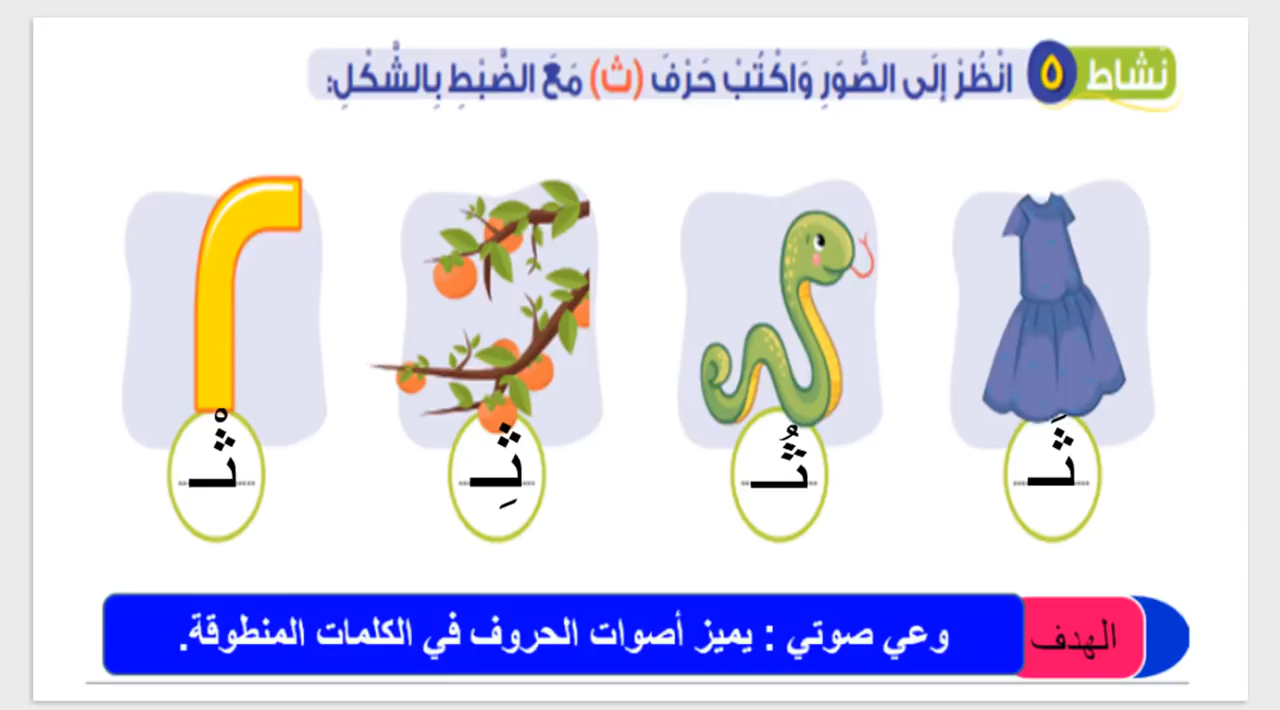 نشاط ٥ انْظُرْ إِلَى الصُّوَرِ وَاكْتُبْ حَرْفَ (ث) مَعَ الضَّبْطِ بِالشَّكْلِ:
ثَـ ثُـ ثِـ ثْـ
الهدف وعي صوتي : يميز أصوات الحروف في الكلمات المنطوقة.